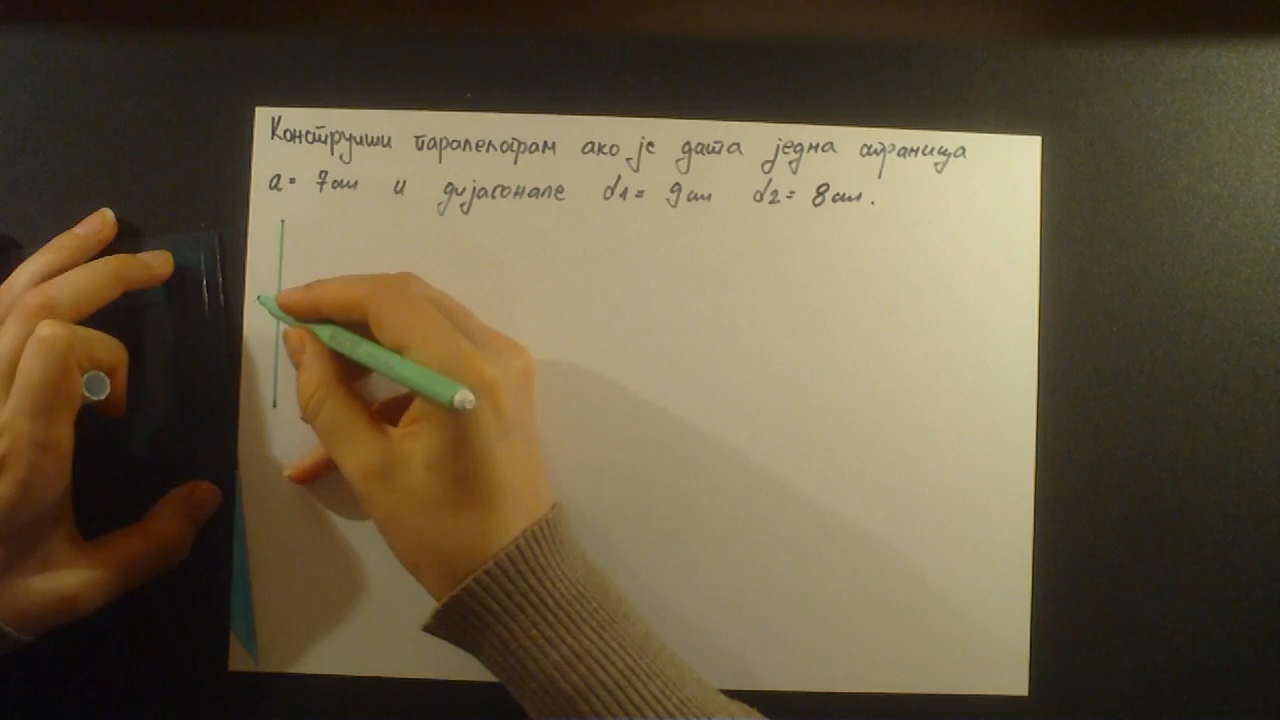 Конструиши паралелограм ако је дата једна страница
a = 7cm и дијагонале d1 = 9cm d2 = 8cm.